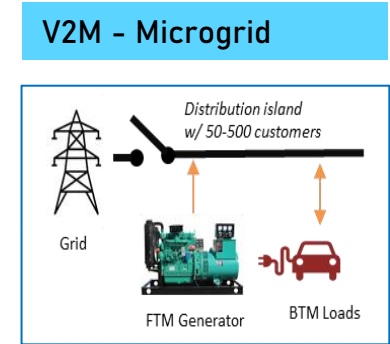 V2M - Microgrid
Distribution island
w/ 50-500 customers
Grid
FTM Generator
BTM Loads